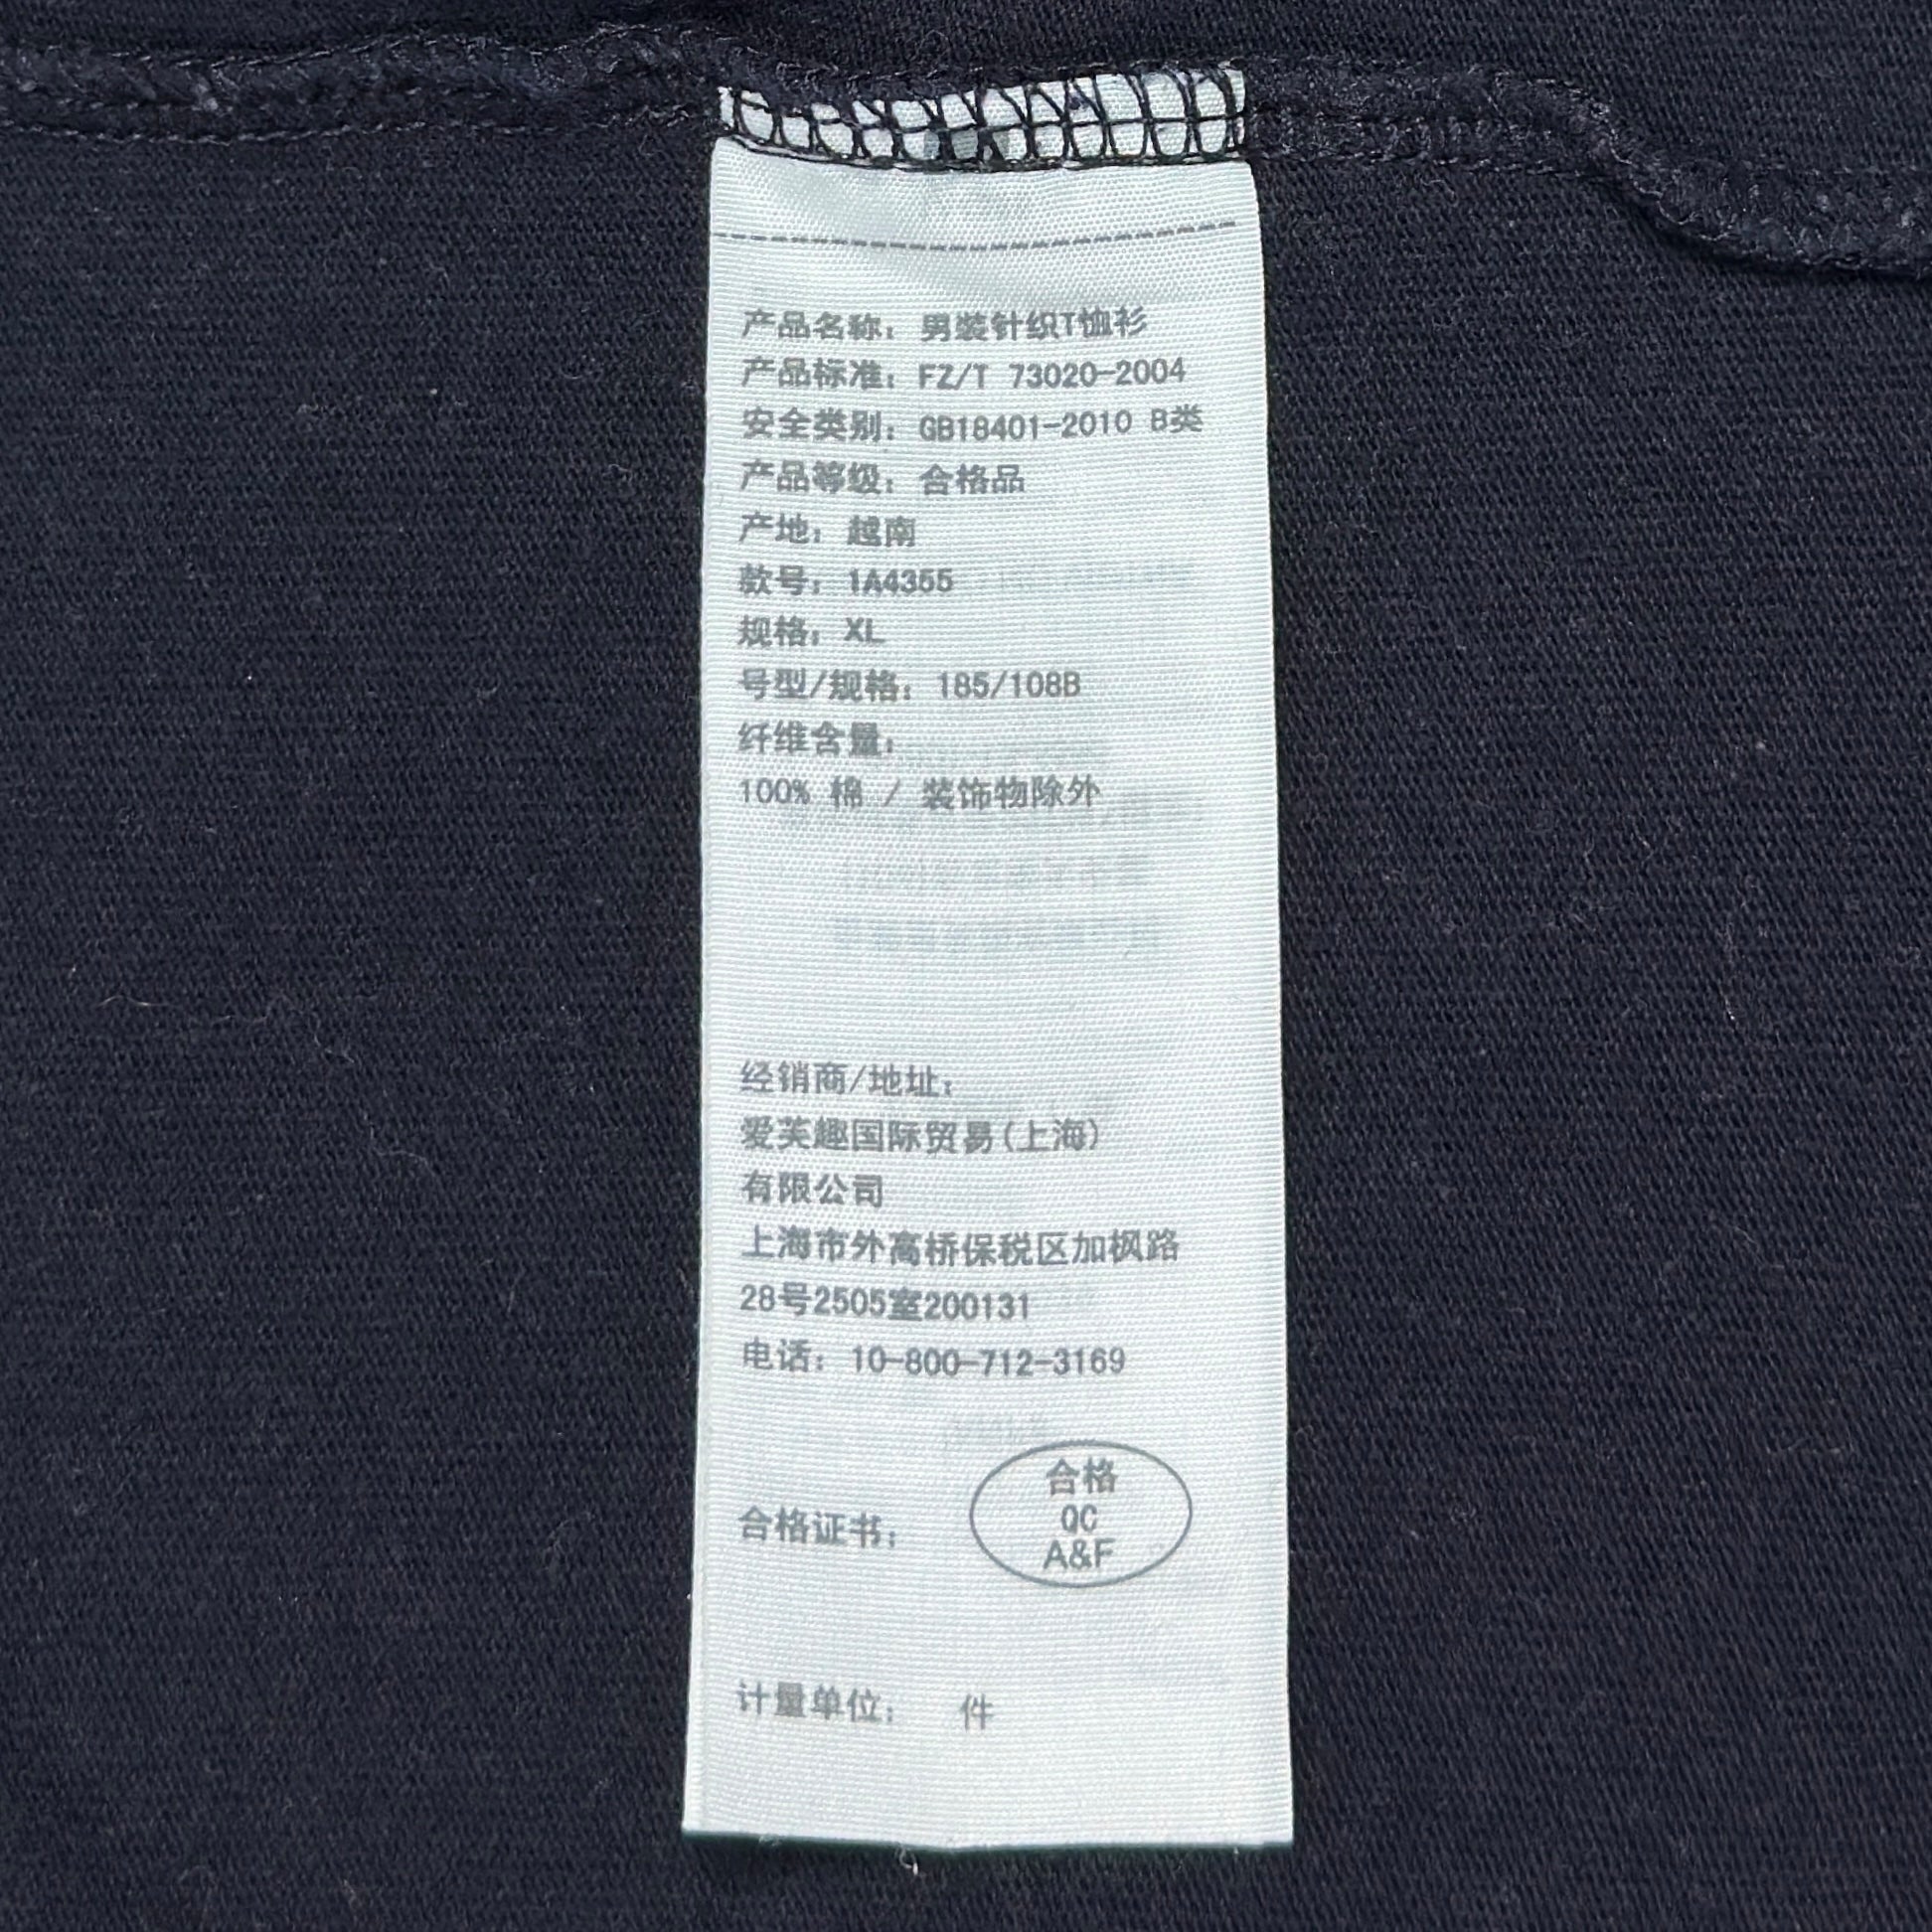 产品名称: 男装针织T恤衫
产品标准: FZ/T 73020-2004
安全类别: GB18401-2010 B类
产品等级: 合格品
产地: 越南
款号: 1A4355
规格: XL
号型/规格: 185/108B
纤维含量:
100% 棉 / 装饰物除外
经销商/地址:
爱芙趣国际贸易(上海)
有限公司
上海市外高桥保税区加枫路
28号2505室200131
电话: 10-800-712-3169
合格
QC
A&F
合格证书:
计量单位: 件